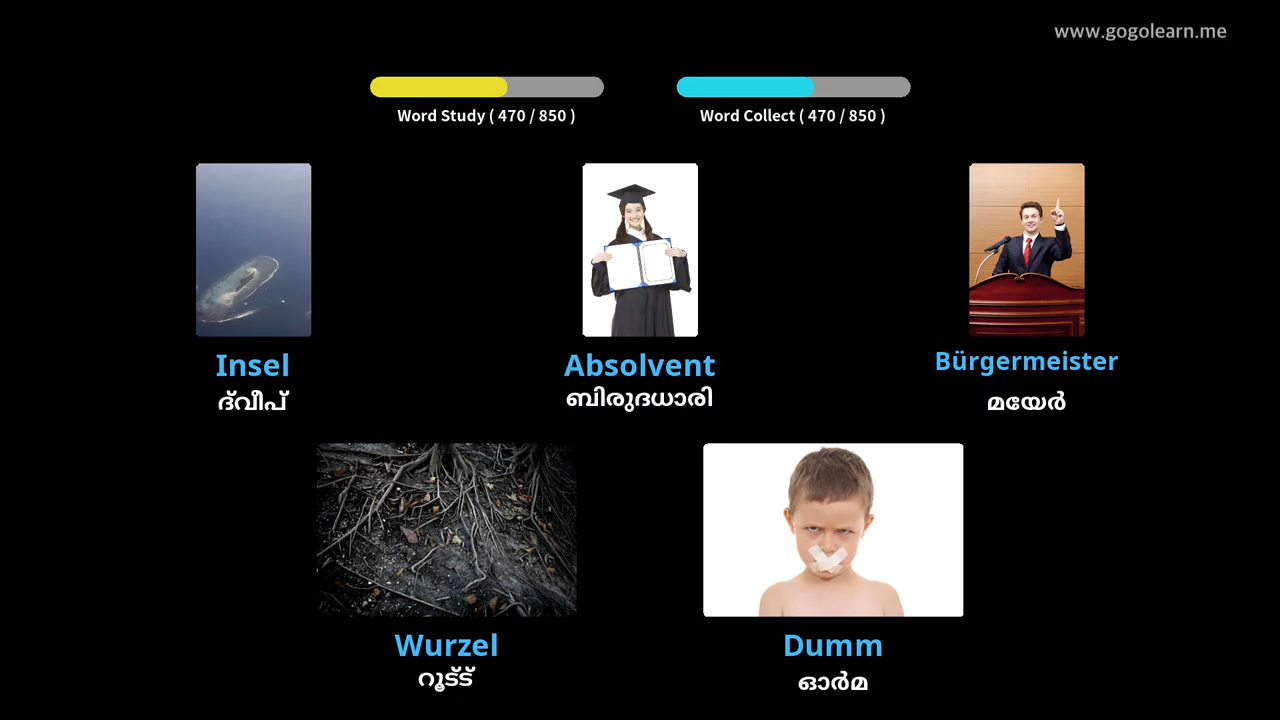 www.gogolearn.me
Word Study ( 470 / 850 )
Word Collect ( 470 / 850 )
Insel
ദ്വീപ്
Absolvent
ബിരുദധാരി
Bürgermeister
മയേർ
Wurzel
റൂട്ട്
Dumm
ഓർമ